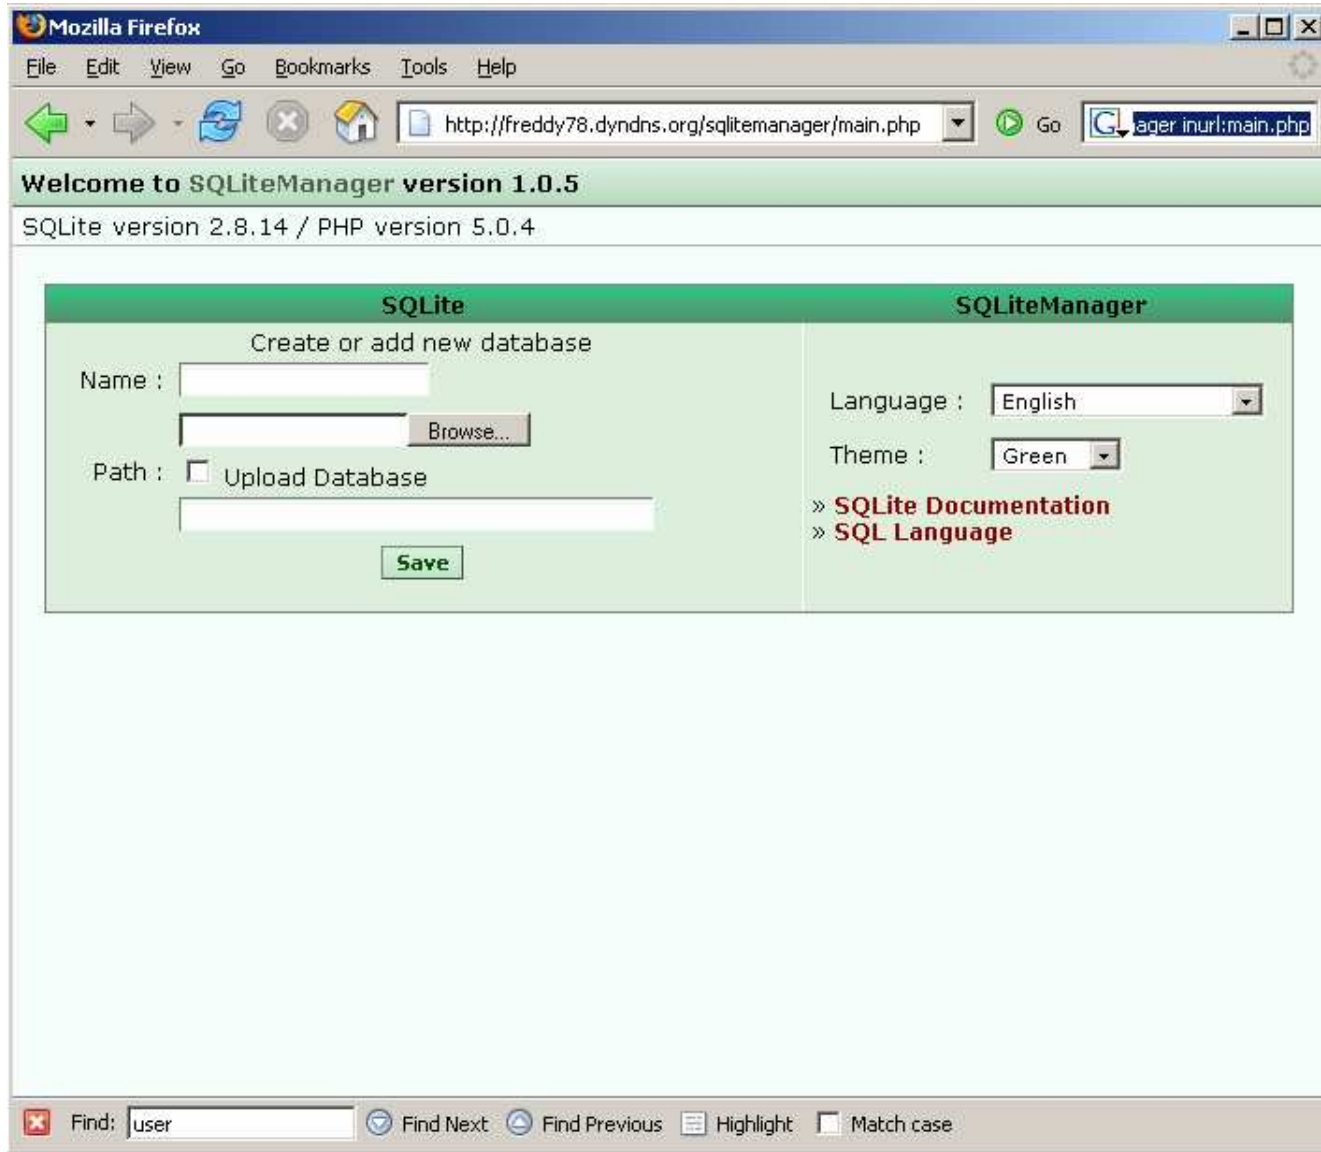 Mozilla Firefox
File Edit View Go Bookmarks Tools Help
http://freddy78.dyndns.org/sqlitemanager/main.php Go ager inurl:main.php
Welcome to SQLiteManager version 1.0.5
SQLite version 2.8.14 / PHP version 5.0.4
SQLite
Create or add new database
Name :
Browse...
Path : Upload Database
Save
SQLiteManager
Language : English
Theme : Green
» SQLite Documentation
» SQL Language
Find: user Find Next Find Previous Highlight Match case